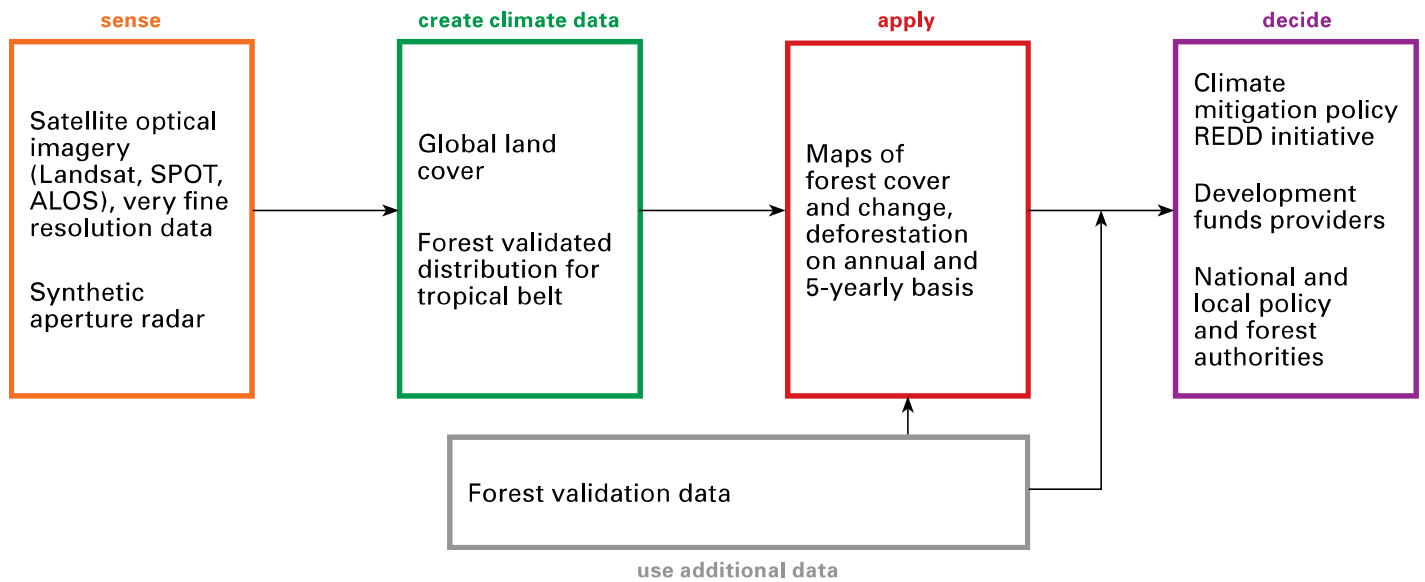 sense
Satellite optical
imagery
(Landsat, SPOT,
ALOS), very fine
resolution data
Synthetic
aperture radar
create climate data
Global land
cover
Forest validated
distribution for
tropical belt
apply
Maps of
forest cover
and change,
deforestation
on annual and
5-yearly basis
decide
Climate
mitigation policy
REDD initiative
Development
funds providers
National and
local policy
and forest
authorities
Forest validation data
use additional data